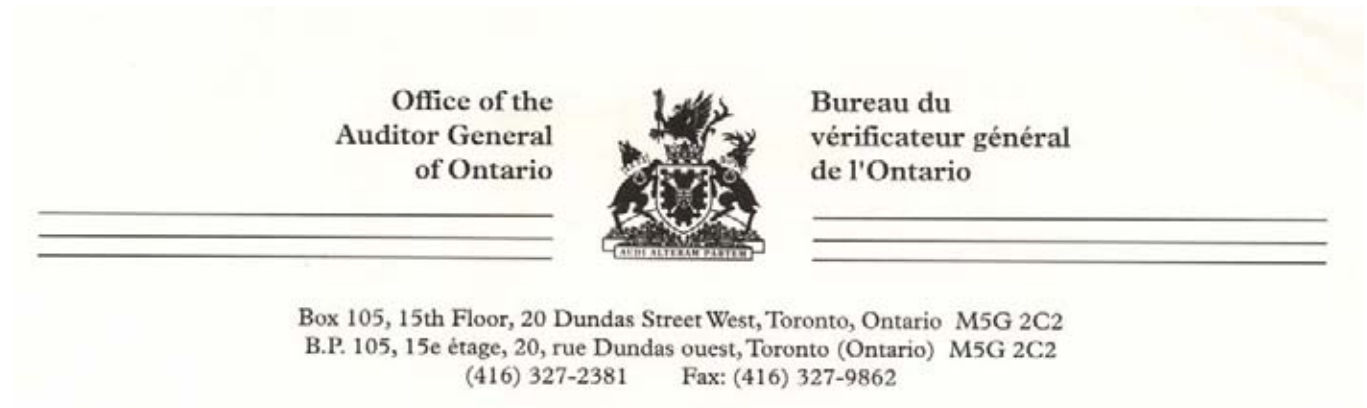 Office of the
Auditor General
of Ontario
Bureau du
vérificateur général
de l'Ontario
AUDI ALTERAM PARTEM
Box 105, 15th Floor, 20 Dundas Street West, Toronto, Ontario M5G 2C2
B.P. 105, 15e étage, 20, rue Dundas ouest, Toronto (Ontario) M5G 2C2
(416) 327-2381 Fax: (416) 327-9862